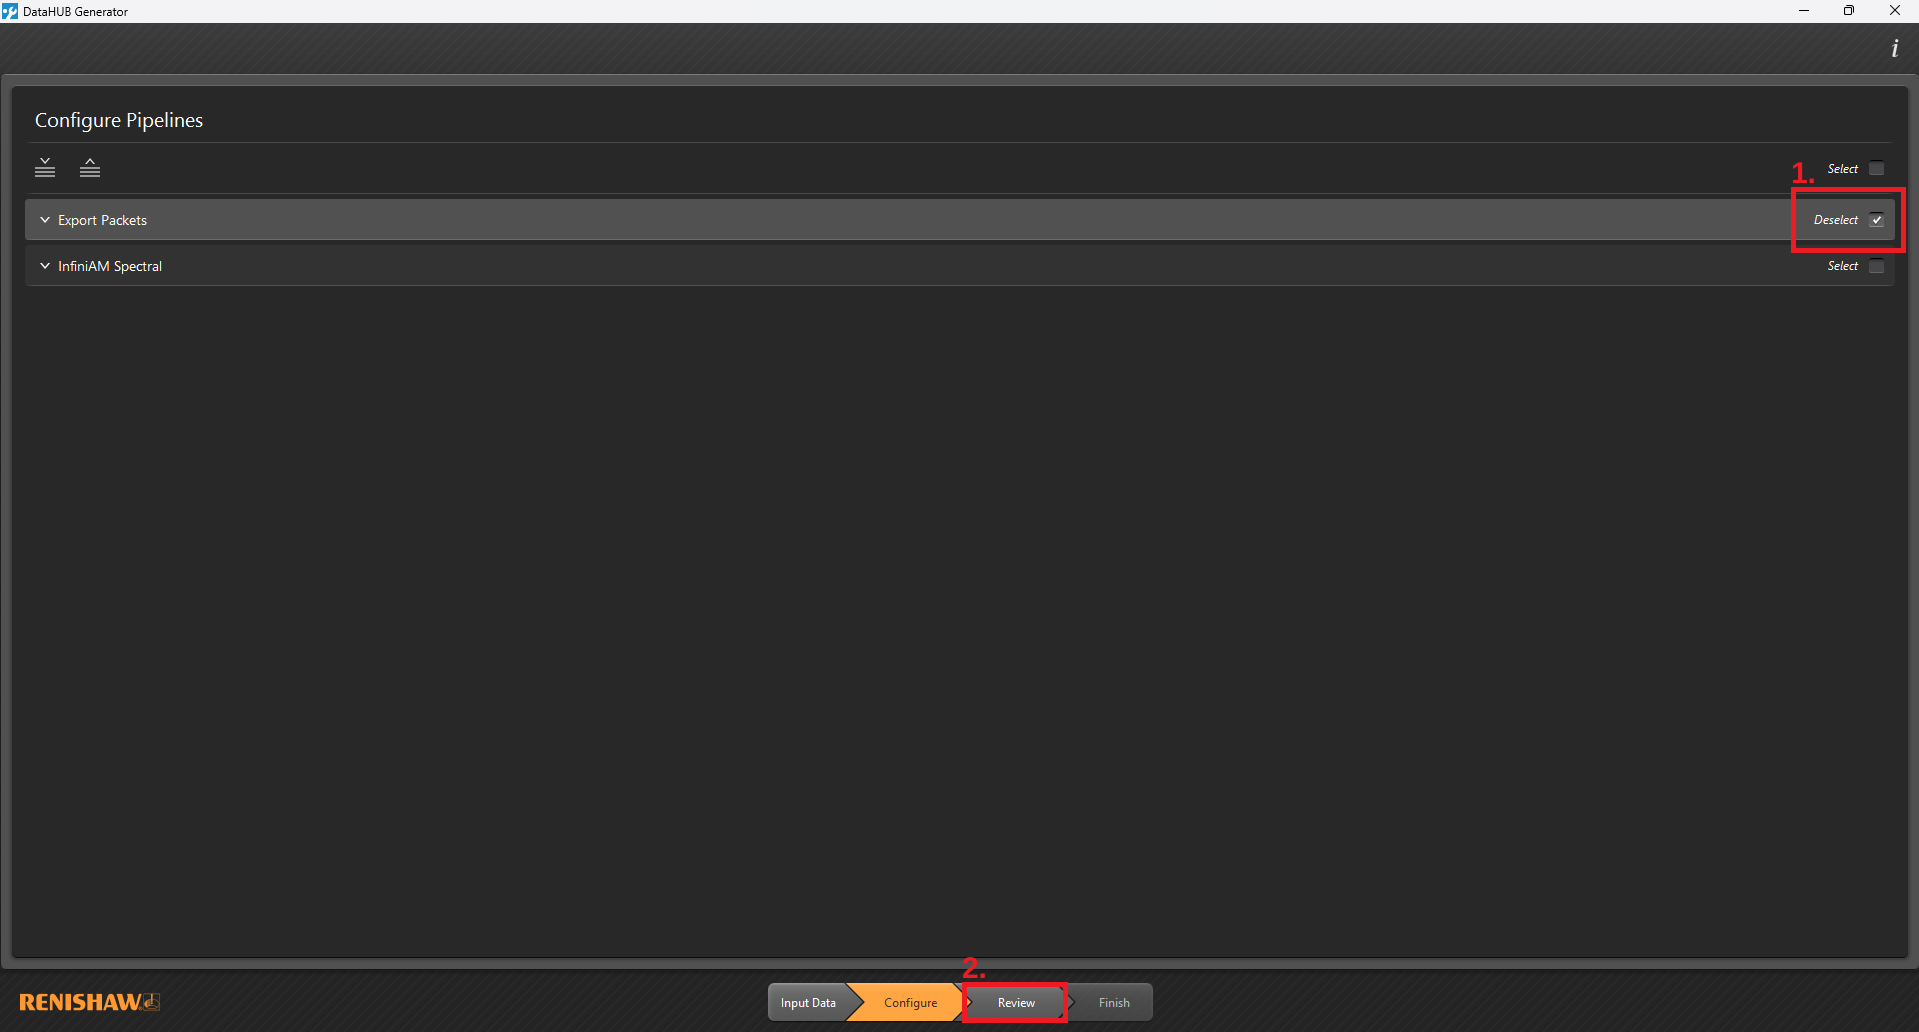 DataHUB Generator
i
Configure Pipelines
Select
1.
Export Packets
Deselect
InfiniAM Spectral
Select
2.
RENISHAW
Input Data
Configure
Review
Finish